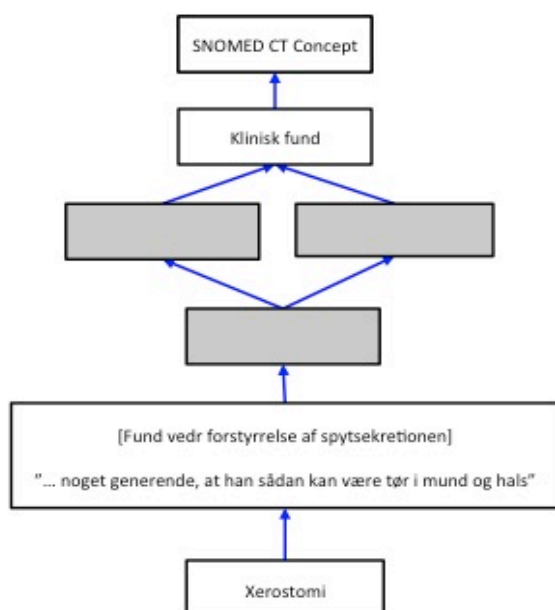 SNOMED CT Concept
Klinisk fund
[Fund vedr forstyrrelse af spytsekretionen]
”... noget generende, at han sådan kan være tør i mund og hals”
Xerostomi